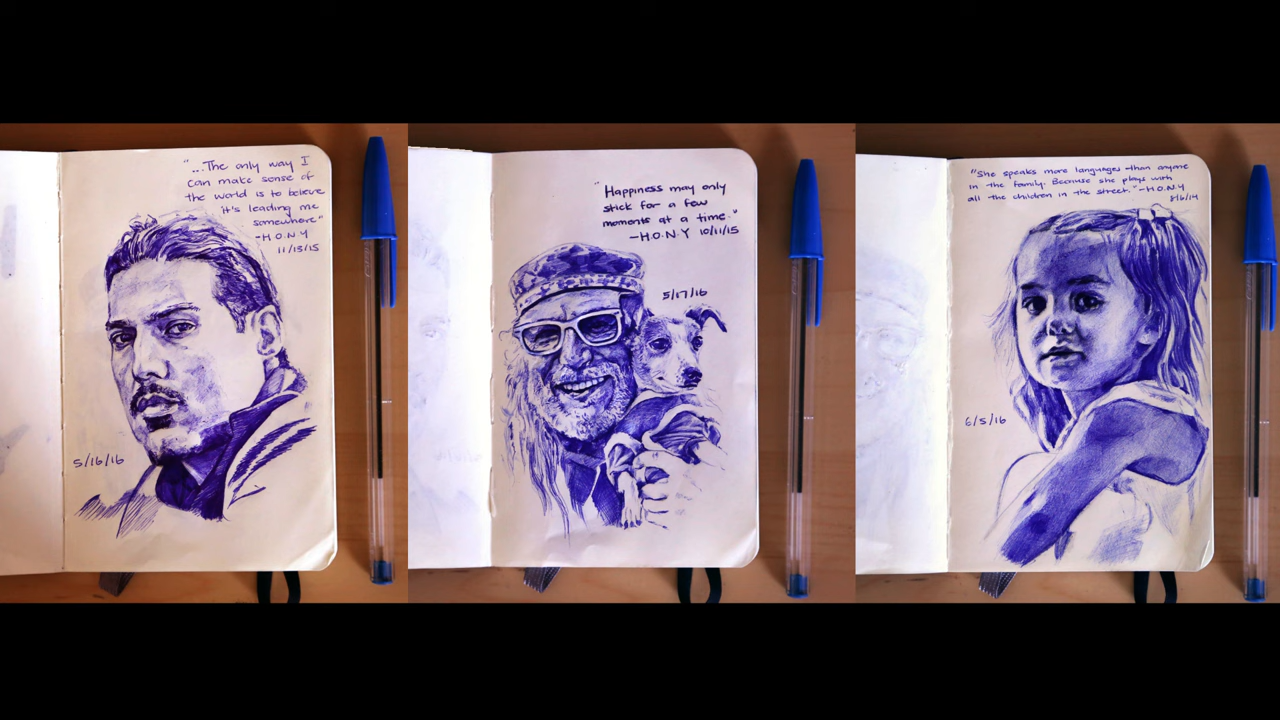 "...The only way I
can make sense of
the world is to believe
it's leading me
somewhere"
-H.O.N.Y
11/13/15
5/16/16
"Happiness may only
stick for a few
moments at a time."
-H.O.N.Y 10/11/15
5/17/16
"She speaks more languages than anyone
in the family. Because she plays with
all the children in the street." -H.O.N.Y
8/6/14
6/5/16